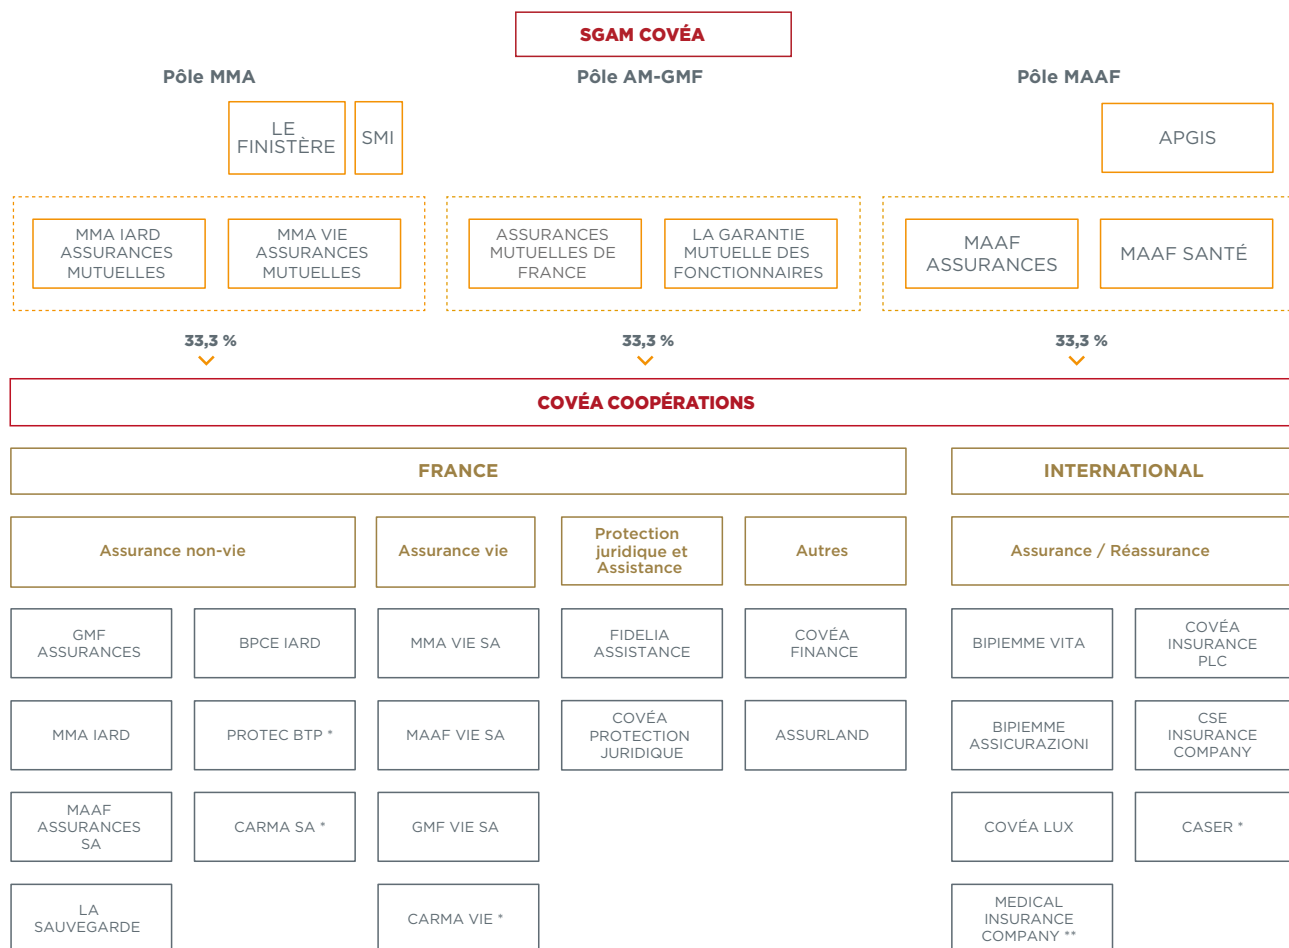 SGAM COVÉA
Pôle MMA
Pôle AM-GMF
Pôle MAAF
LE
FINISTÈRE
SMI
APGIS
MMA IARD
ASSURANCES
MUTUELLES
MMA VIE
ASSURANCES
MUTUELLES
ASSURANCES
MUTUELLES DE
FRANCE
LA GARANTIE
MUTUELLE DES
FONCTIONNAIRES
MAAF
ASSURANCES
MAAF SANTÉ
33,3 %
33,3 %
33,3 %
COVÉA COOPÉRATIONS
FRANCE
INTERNATIONAL
Assurance non-vie
Assurance vie
Protection
juridique et
Assistance
Autres
Assurance / Réassurance
GMF
ASSURANCES
BPCE IARD
MMA VIE SA
FIDELIA
ASSISTANCE
COVÉA
FINANCE
BIPIEMME VITA
COVÉA
INSURANCE
PLC
MMA IARD
PROTEC BTP *
MAAF VIE SA
COVÉA
PROTECTION
JURIDIQUE
ASSURLAND
BIPIEMME
ASSICURAZIONI
CSE
INSURANCE
COMPANY
MAAF
ASSURANCES
SA
CARMA SA *
GMF VIE SA
COVÉA LUX
CASER *
LA
SAUVEGARDE
CARMA VIE *
MEDICAL
INSURANCE
COMPANY **